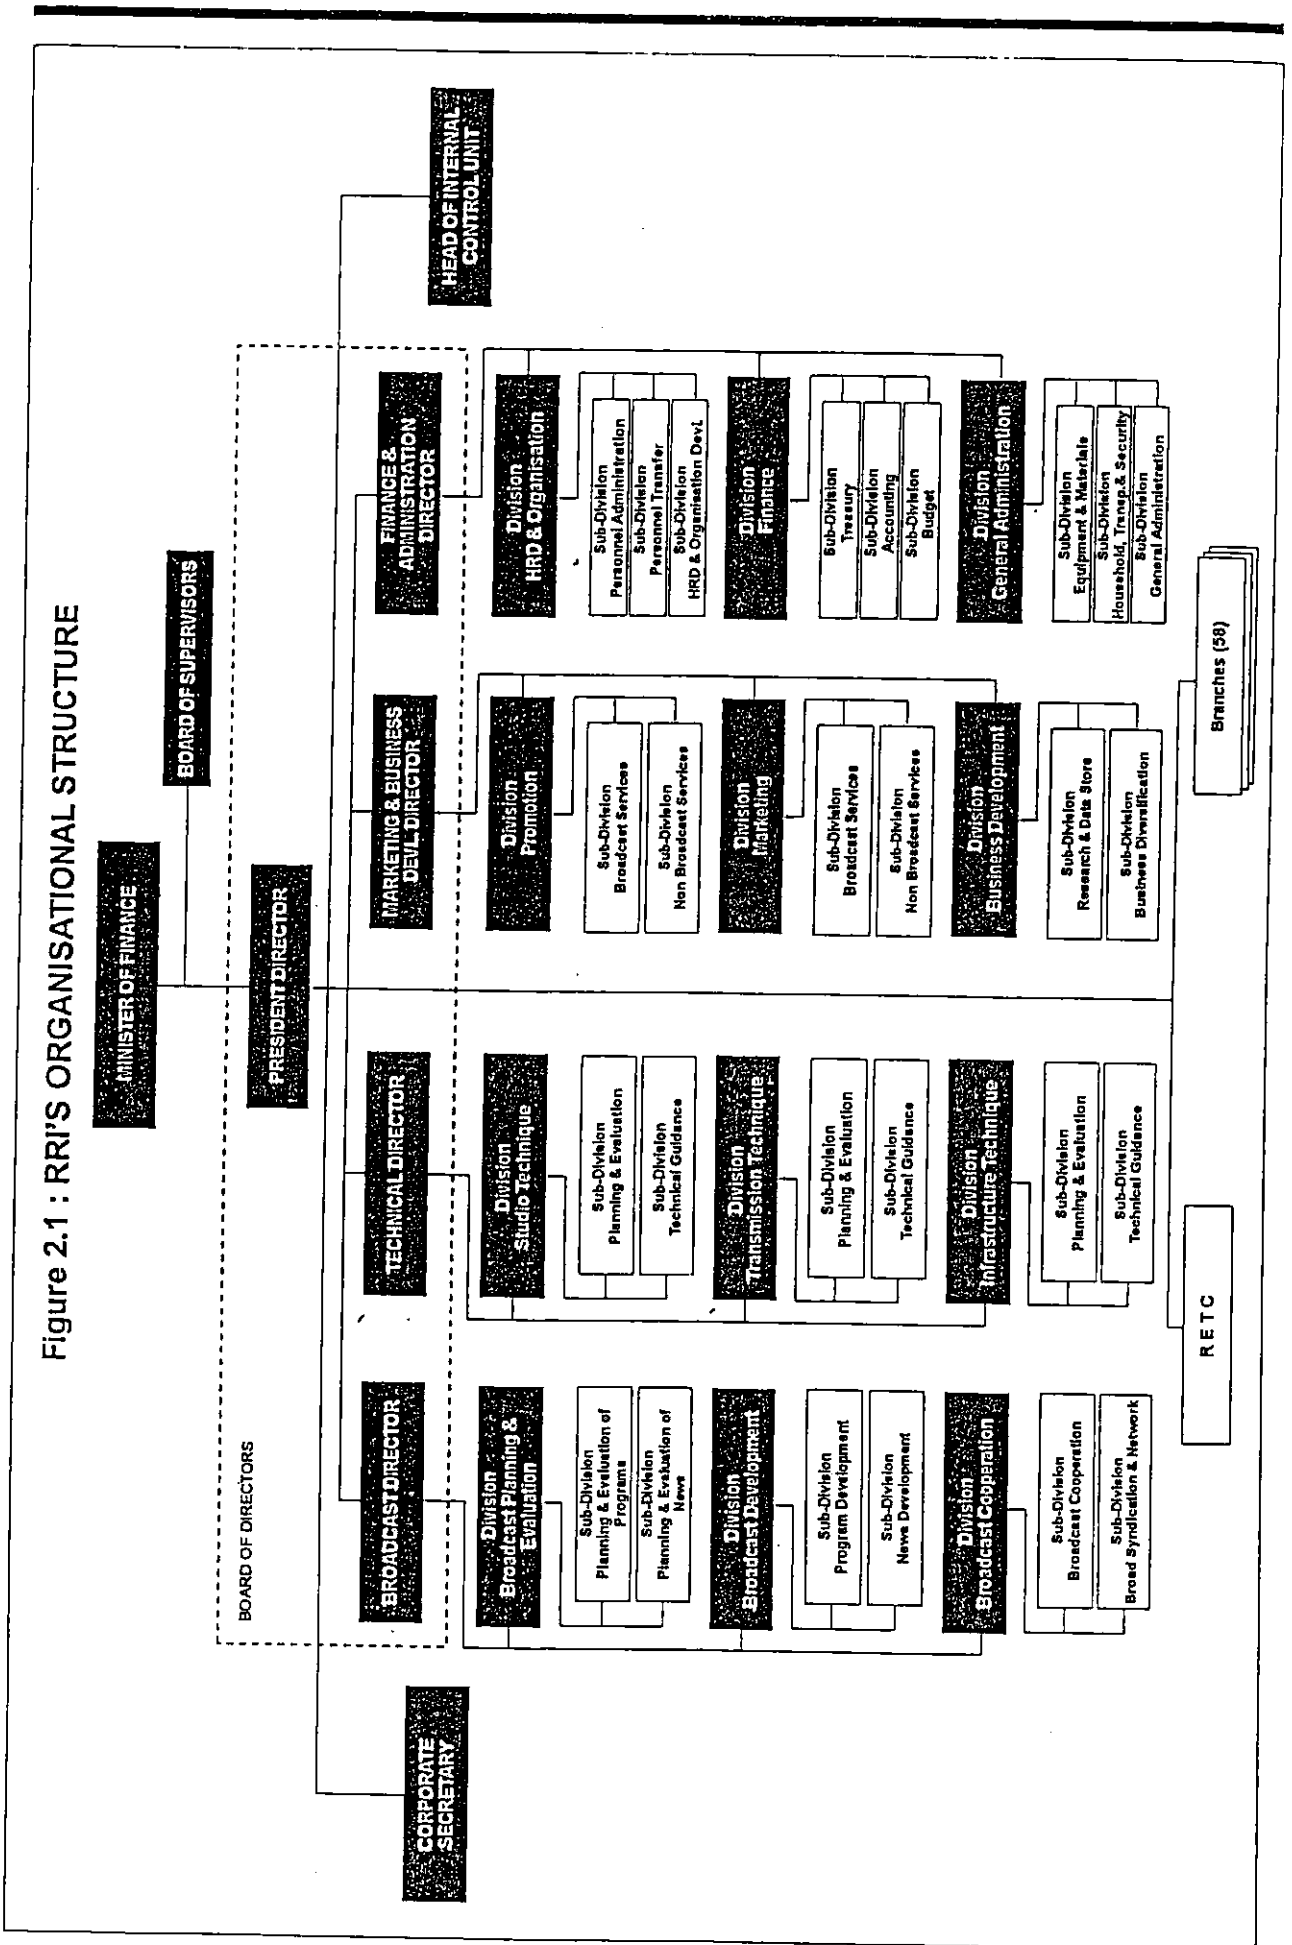 Figure 2.1 : RRI'S ORGANISATIONAL STRUCTURE
MINISTER OF FINANCE
BOARD OF SUPERVISORS
BOARD OF DIRECTORS
PRESIDENT DIRECTOR
CORPORATE
SECRETARY
HEAD OF INTERNAL
CONTROL UNIT
BROADCAST DIRECTOR
Division
Broadcast Planning &
Evaluation
Sub-Division
Planning & Evaluation of
Programs
Sub-Division
Planning & Evaluation of
News
Division
Broadcast Development
Sub-Division
Program Development
Sub-Division
News Development
Division
Broadcast Cooperation
Sub-Division
Broadcast Cooperation
Sub-Division
Broad Syndication & Network
TECHNICAL DIRECTOR
Division
Studio Technique
Sub-Division
Planning & Evaluation
Sub-Division
Technical Guidance
Division
Transmission Technique
Sub-Division
Planning & Evaluation
Sub-Division
Technical Guidance
Division
Infrastructure Technique
Sub-Division
Planning & Evaluation
Sub-Division
Technical Guidance
MARKETING & BUSINESS
DEVL DIRECTOR
Division
Promotion
Sub-Division
Broadcast Services
Sub-Division
Non Broadcast Services
Division
Marketing
Sub-Division
Broadcast Services
Sub-Division
Non Broadcast Services
Division
Business Development
Sub-Division
Research & Data Store
Sub-Division
Business Diversification
FINANCE &
ADMINISTRATION
DIRECTOR
Division
HRD & Organisation
Sub-Division
Personnel Administration
Sub-Division
Personnel Transfer
Sub-Division
HRD & Organisation Devl.
Division
Finance
Sub-Division
Treasury
Sub-Division
Accounting
Sub-Division
Budget
Division
General Administration
Sub-Division
Equipment & Materials
Sub-Division
Household, Transp.& Security
Sub-Division
General Administration
R E T C
Branches (58)